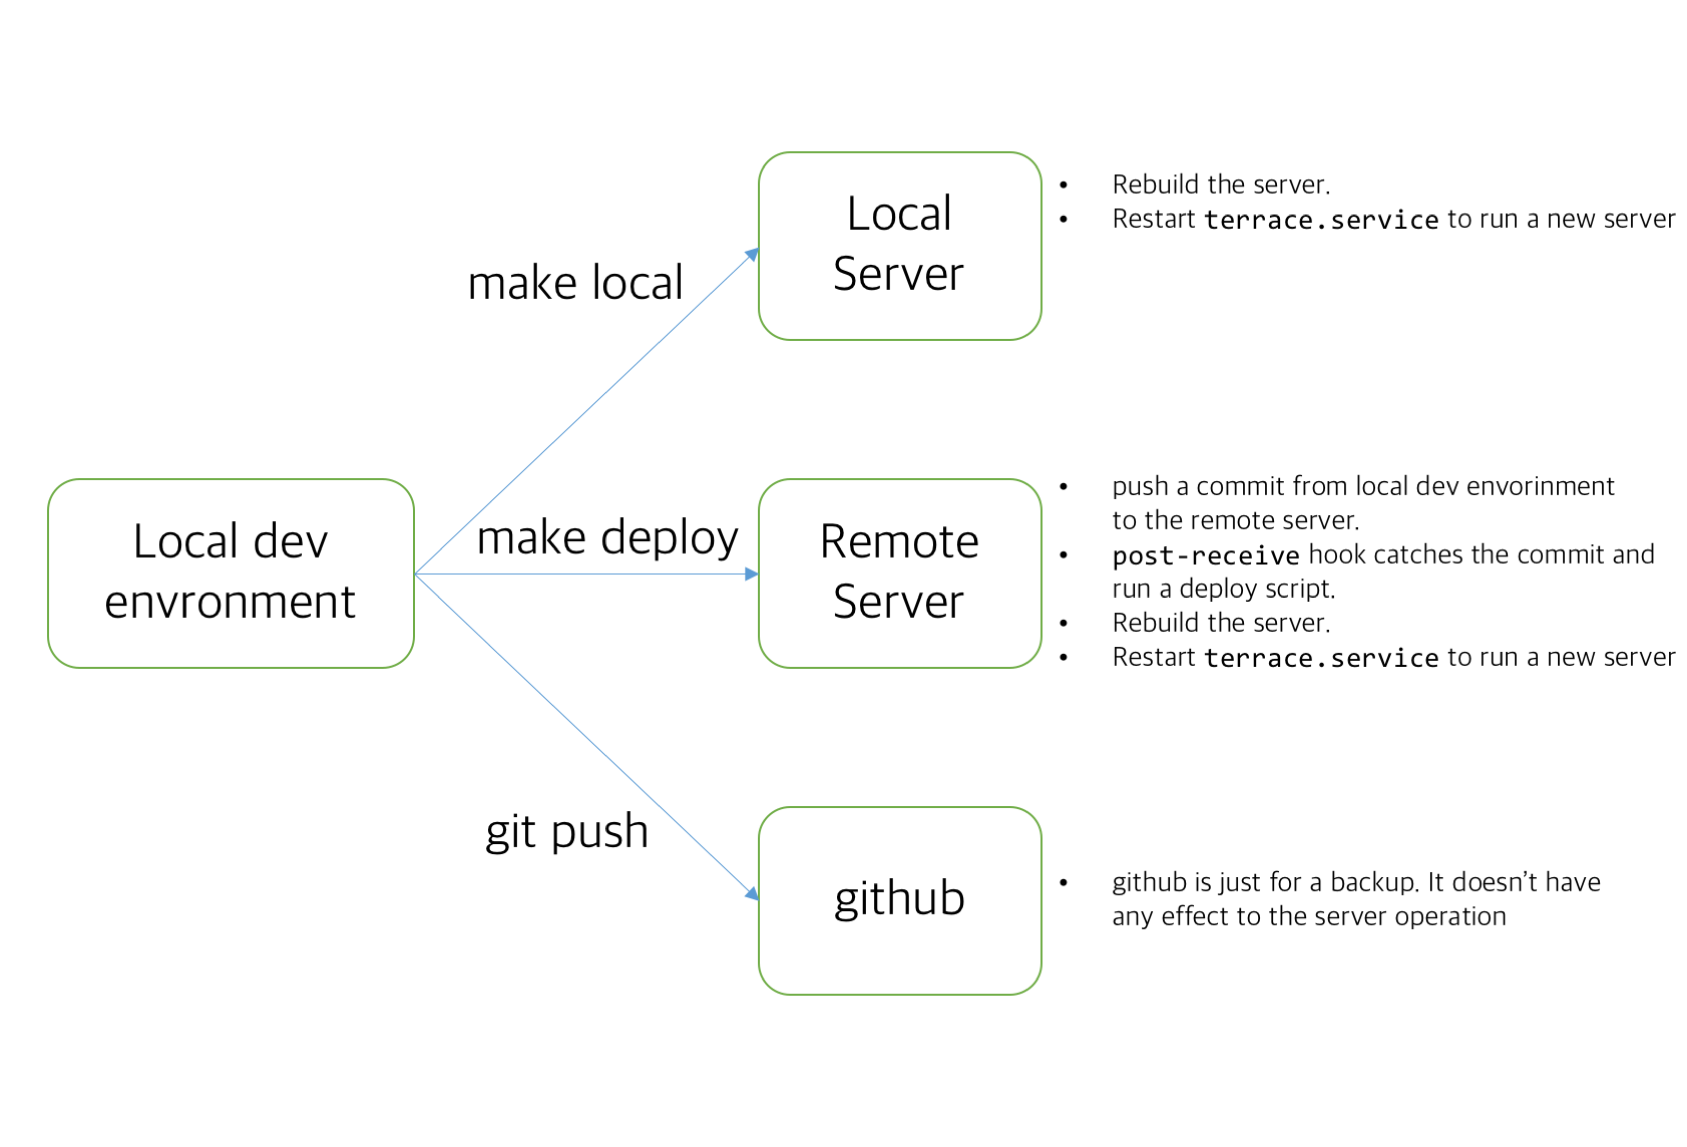 Local dev
envronment
make local
make deploy
git push
Local
Server
• Rebuild the server.
• Restart terrace.service to run a new server
Remote
Server
• push a commit from local dev envorinment
to the remote server.
• post-receive hook catches the commit and
run a deploy script.
• Rebuild the server.
• Restart terrace.service to run a new server
github
• github is just for a backup. It doesn’t have
any effect to the server operation